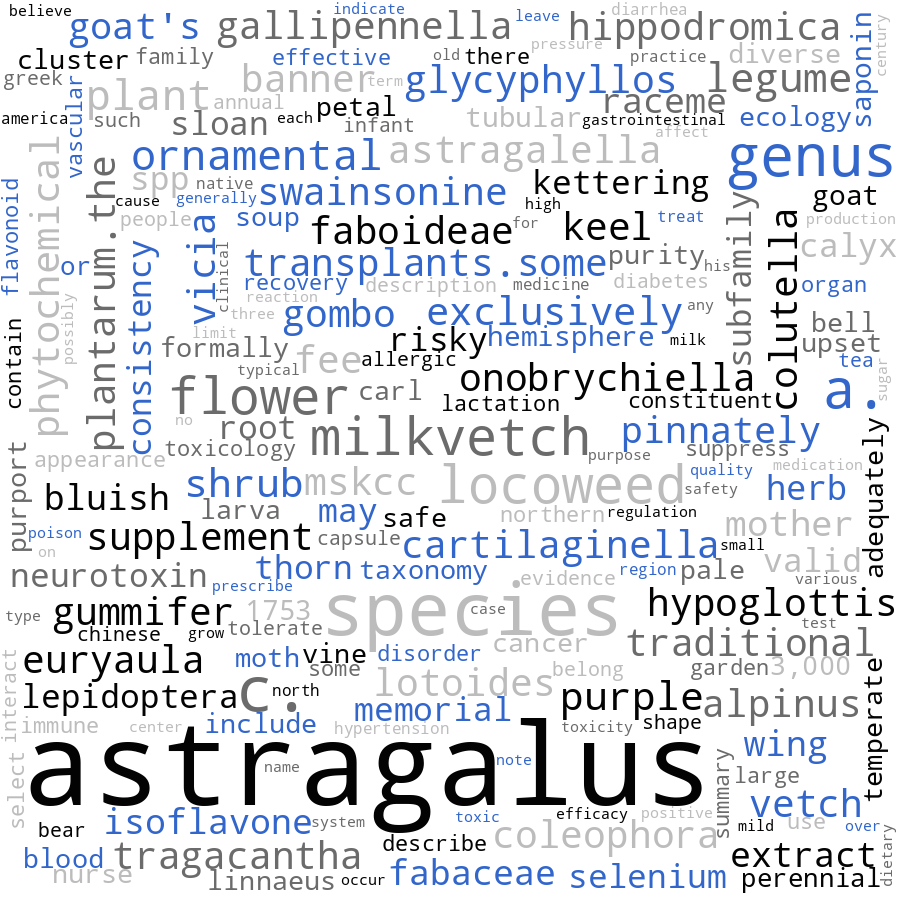 believe
goat's
gallipennella
indicate
leave
hippodromica
diarrhea
century
cluster
family
effective
old
there
pressure
practice
diverse
saponin
greek
plant
banner
term
glycyphyllos
legume
annual
petal
each
raceme
america
such
sloan
infant
tubular
gastrointestinal
affect
ecology
vascular
ornamental
astragalella
genus
phytochemical
plantarum.the
spp
native
cause
generally
swainsonine
high
kettering
goat
flavonoid
people
vicia
soup
faboideae
for
keel
treat
subfamily
colutella
production
calyx
or
consistency
clinical
transplants.some
purity
his
recovery
description
medicine
diabetes
organ
reaction
three
gombo
exclusively
any
bell
possibly
contain
limit
formally
fee
allergic
risky
hemisphere
milk
upset
typical
tea
flower
carl
onobrychiella
lactation
constituent
a.
sugar
no
root
milkvetch
pinnately
toxicology
purpose
suppress
adequately
appearance
mskcc
locoweed
quality
medication
purport
bluish
shrub
safety
herb
larva
may
safe
northern
regulation
mother
poison
supplement
capsule
cartilaginella
small
on
neurotoxin
thorn
taxonomy
evidence
region
pale
valid
prescribe
various
type
gummifer
1753
species
case
hypoglottis
chinese
grow
tolerate
test
cancer
traditional
interact
euryaula
moth
vine
disorder
some
belong
garden
3,000
lepidoptera
c.
north
lotoides
purple
alpinus
temperate
memorial
immune
center
include
hypertension
toxicity
shape
select
astragalus
wing
name
note
summary
large
vetch
bear
isoflavone
system
toxic
efficacy
positive
mild
use
over
describe
coleophora
dietary
blood
tragacantha
extract
nurse
linnaeus
occur
fabaceae
selenium
perennial